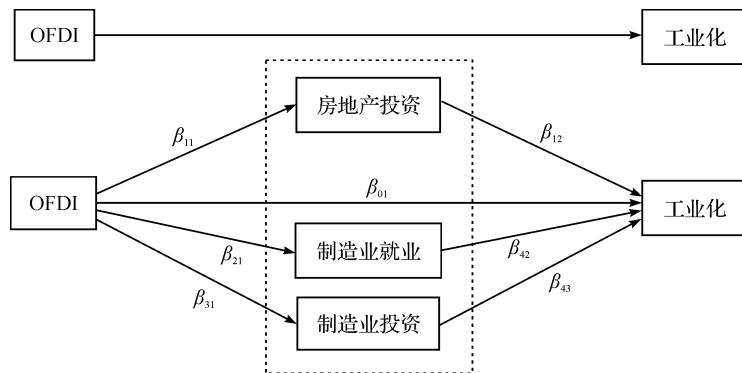 OFDI
工业化
房地产投资
β11
β12
OFDI
β01
工业化
制造业就业
β21
β42
β31
制造业投资
β43